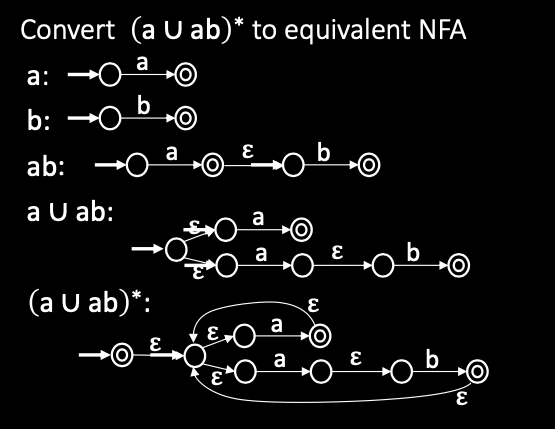 Convert (a ∪ ab)* to equivalent NFA
a: a
b: b
ab: a ε b
a ∪ ab:
ε a
ε a ε b
(a ∪ ab)*:
ε
ε ε a
ε a ε b
ε